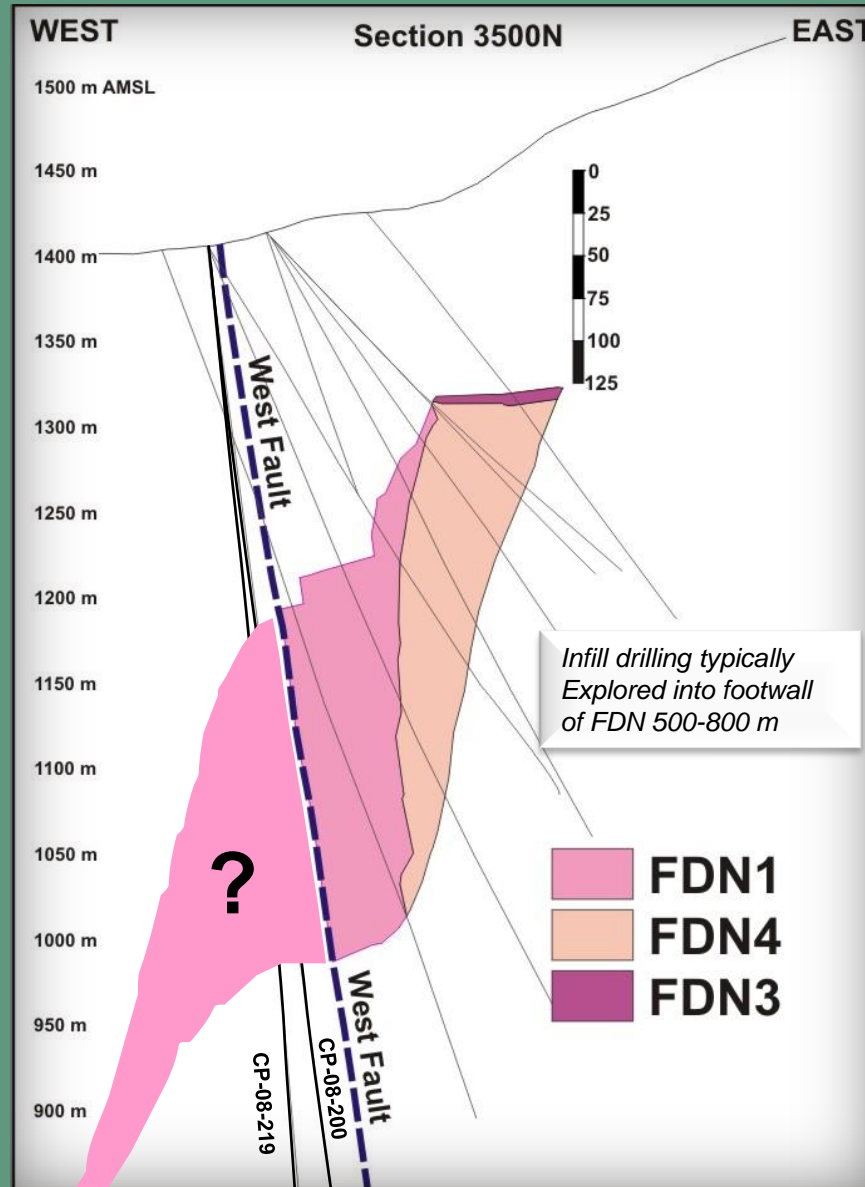 WEST
Section 3500N
EAST
1500 m AMSL
1450 m
1400 m
1350 m
1300 m
1250 m
1200 m
1150 m
1100 m
1050 m
1000 m
950 m
900 m
0
25
50
75
100
125
West Fault
Infill drilling typically
Explored into footwall
of FDN 500-800 m
?
FDN1
FDN4
FDN3
West Fault
CP-08-219
CP-08-200